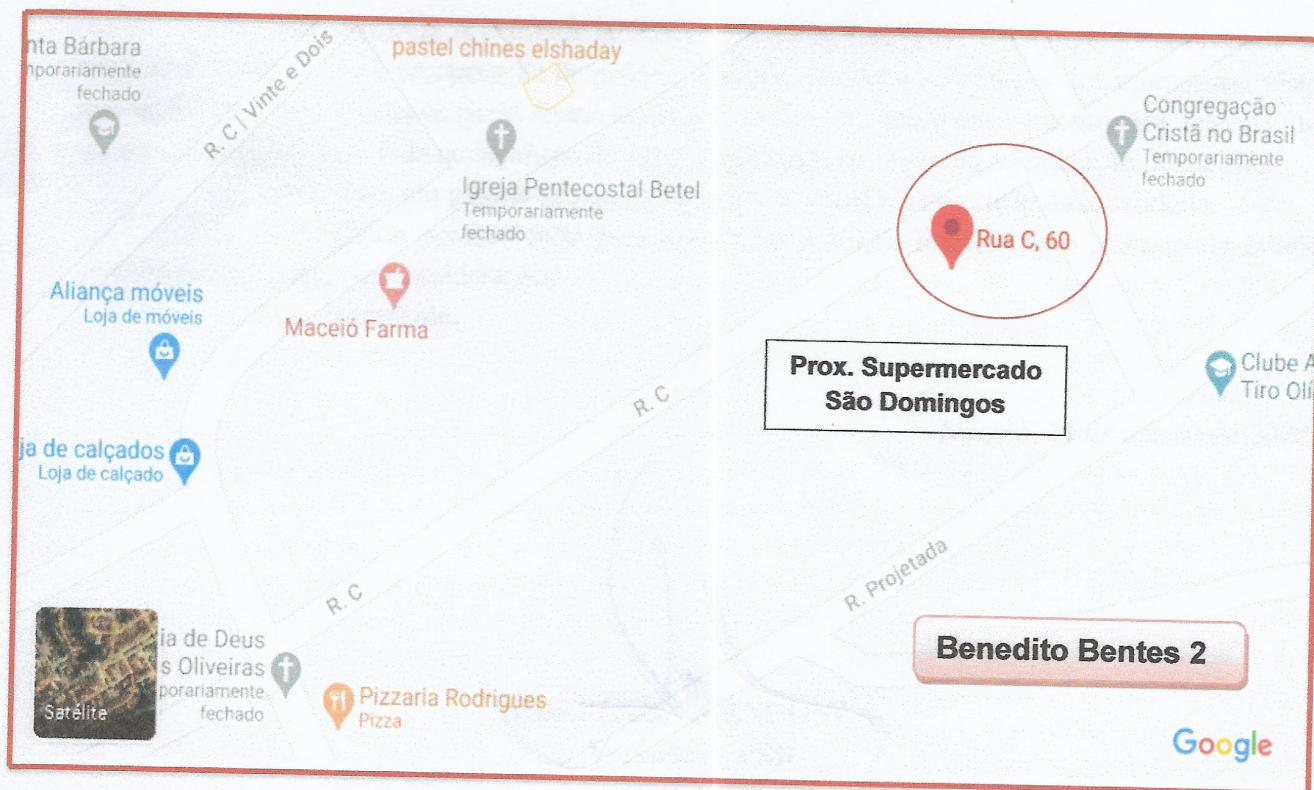 nta Bárbara
nporariamente
fechado
R. C | Vinte e Dois
pastel chines elshaday
Igreja Pentecostal Betel
Temporariamente
fechado
Congregação
Cristã no Brasil
Temporariamente
fechado
Rua C, 60
Aliança móveis
Loja de móveis
Maceió Farma
Prox. Supermercado
São Domingos
Clube A
Tiro Olí
R. C
ja de calçados
Loja de calçado
R. Projetada
R. C
Benedito Bentes 2
ia de Deus
s Oliveiras
porariamente
fechado
Satélite
Pizzaria Rodrigues
Pizza
Google